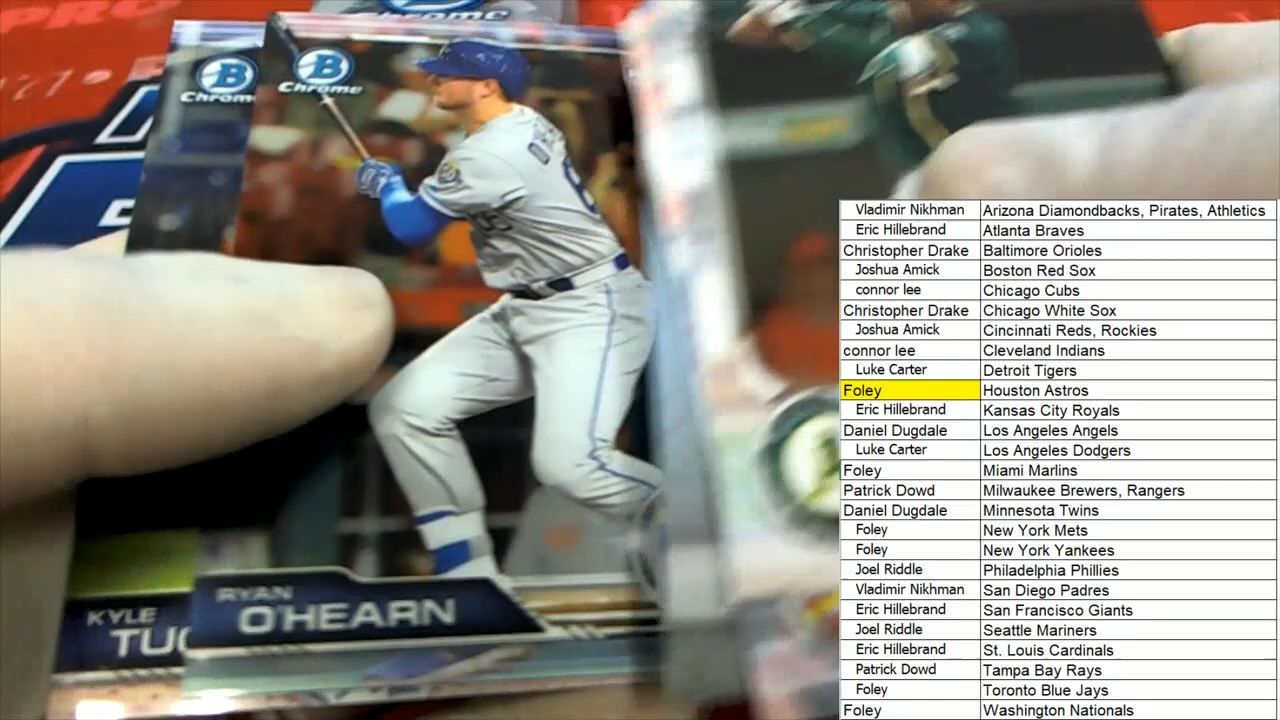 PRO
Chrome
B
Chrome
B
Chrome
RYAN
O'HEARN
KYLE
TUC
Vladimir Nikhman Arizona Diamondbacks, Pirates, Athletics
Eric Hillebrand Atlanta Braves
Christopher Drake Baltimore Orioles
Joshua Amick Boston Red Sox
connor lee Chicago Cubs
Christopher Drake Chicago White Sox
Joshua Amick Cincinnati Reds, Rockies
connor lee Cleveland Indians
Luke Carter Detroit Tigers
Foley Houston Astros
Eric Hillebrand Kansas City Royals
Daniel Dugdale Los Angeles Angels
Luke Carter Los Angeles Dodgers
Foley Miami Marlins
Patrick Dowd Milwaukee Brewers, Rangers
Daniel Dugdale Minnesota Twins
Foley New York Mets
Foley New York Yankees
Joel Riddle Philadelphia Phillies
Vladimir Nikhman San Diego Padres
Eric Hillebrand San Francisco Giants
Joel Riddle Seattle Mariners
Eric Hillebrand St. Louis Cardinals
Patrick Dowd Tampa Bay Rays
Foley Toronto Blue Jays
Foley Washington Nationals